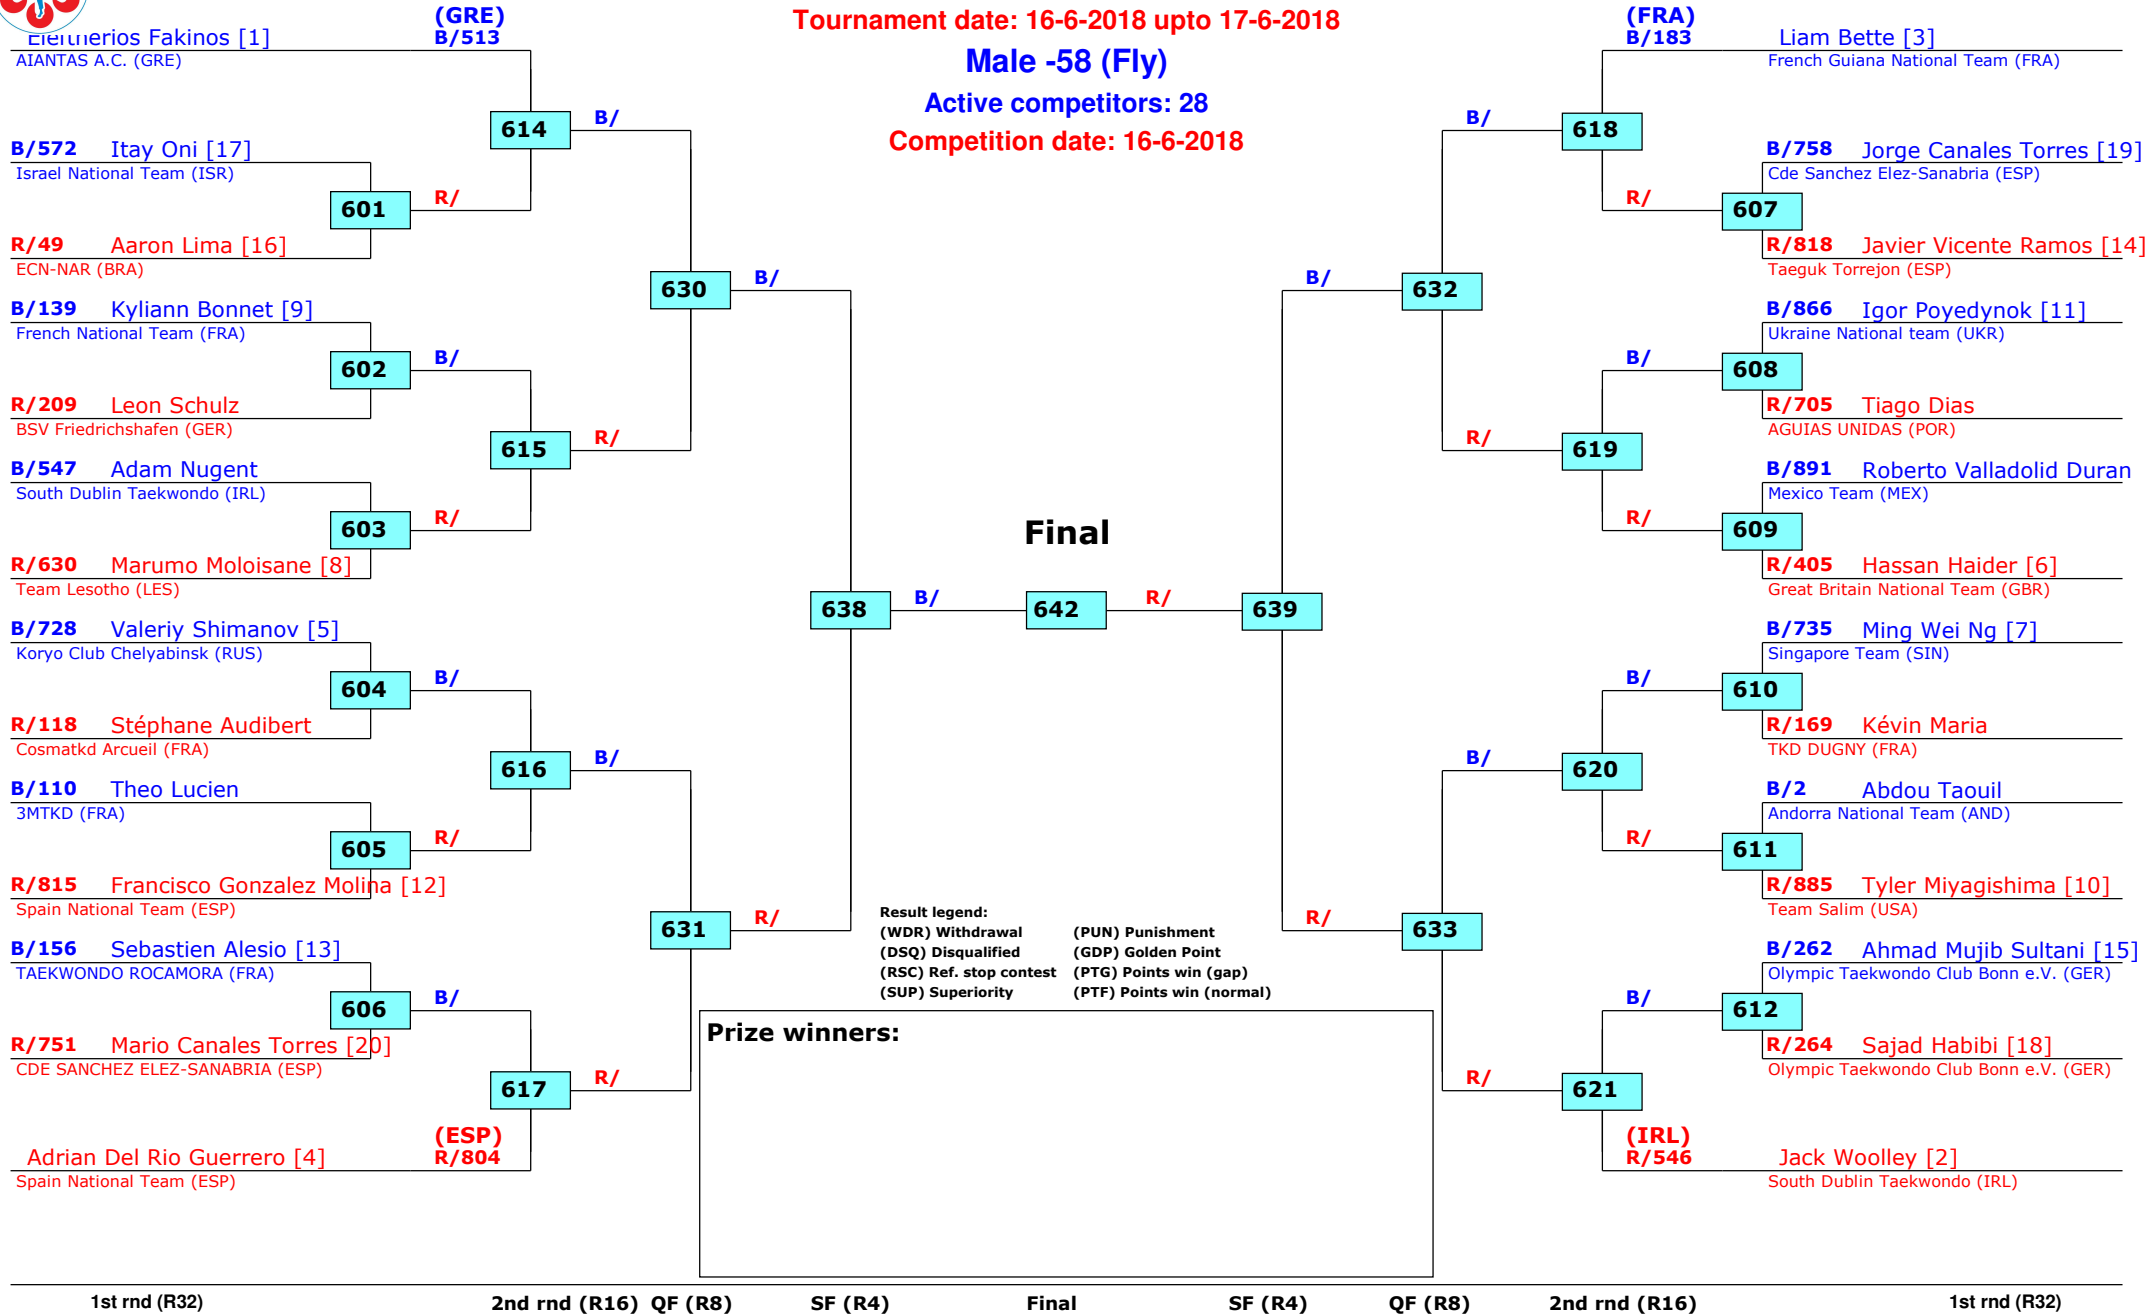 Tournament date: 16-6-2018 upto 17-6-2018
Male -58 (Fly)
Active competitors: 28
Competition date: 16-6-2018
Eleftherios Fakinos [1]
AIANTAS A.C. (GRE)
(GRE)
B/513
B/572 Itay Oni [17]
Israel National Team (ISR)
601
R/49 Aaron Lima [16]
ECN-NAR (BRA)
B/139 Kyliann Bonnet [9]
French National Team (FRA)
602
R/209 Leon Schulz
BSV Friedrichshafen (GER)
B/547 Adam Nugent
South Dublin Taekwondo (IRL)
603
R/630 Marumo Moloisane [8]
Team Lesotho (LES)
B/728 Valeriy Shimanov [5]
Koryo Club Chelyabinsk (RUS)
604
R/118 Stéphane Audibert
Cosmatkd Arcueil (FRA)
B/110 Theo Lucien
3MTKD (FRA)
605
R/815 Francisco Gonzalez Molina [12]
Spain National Team (ESP)
B/156 Sebastien Alesio [13]
TAEKWONDO ROCAMORA (FRA)
606
R/751 Mario Canales Torres [20]
CDE SANCHEZ ELEZ-SANABRIA (ESP)
(ESP)
R/804
Adrian Del Rio Guerrero [4]
Spain National Team (ESP)
614
R/
B/
615
R/
B/
616
R/
B/
617
B/
630
R/
B/
631
R/
638
B/
R/
Final
B/
642
R/
639
B/
R/
632
B/
R/
633
B/
R/
618
R/
619
B/
R/
620
B/
R/
621
B/
(FRA)
B/183
Liam Bette [3]
French Guiana National Team (FRA)
B/758 Jorge Canales Torres [19]
Cde Sanchez Elez-Sanabria (ESP)
607
R/818 Javier Vicente Ramos [14]
Taeguk Torrejon (ESP)
B/866 Igor Poyedynok [11]
Ukraine National team (UKR)
608
R/705 Tiago Dias
AGUIAS UNIDAS (POR)
B/891 Roberto Valladolid Duran
Mexico Team (MEX)
609
R/405 Hassan Haider [6]
Great Britain National Team (GBR)
B/735 Ming Wei Ng [7]
Singapore Team (SIN)
610
R/169 Kévin Maria
TKD DUGNY (FRA)
B/2 Abdou Taouil
Andorra National Team (AND)
611
R/885 Tyler Miyagishima [10]
Team Salim (USA)
B/262 Ahmad Mujib Sultani [15]
Olympic Taekwondo Club Bonn e.V. (GER)
612
R/264 Sajad Habibi [18]
Olympic Taekwondo Club Bonn e.V. (GER)
(IRL)
R/546
Jack Woolley [2]
South Dublin Taekwondo (IRL)
Result legend:
(WDR) Withdrawal (PUN) Punishment
(DSQ) Disqualified (GDP) Golden Point
(RSC) Ref. stop contest (PTG) Points win (gap)
(SUP) Superiority (PTF) Points win (normal)
Prize winners:
1st rnd (R32) 2nd rnd (R16) QF (R8) SF (R4) Final SF (R4) QF (R8) 2nd rnd (R16) 1st rnd (R32)